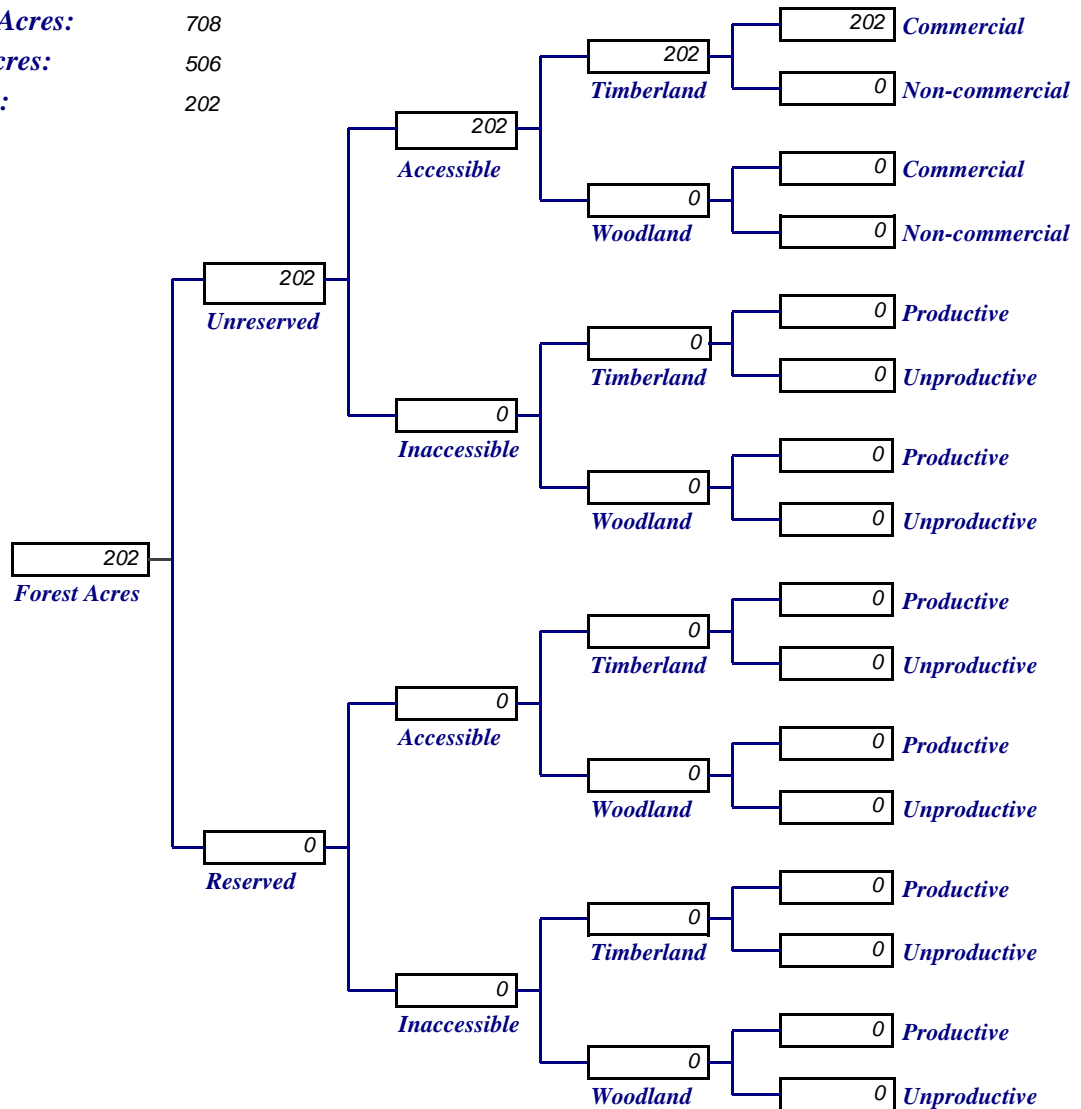 Acres: 708
cres: 506
: 202
202 Commercial
202
Timberland
0 Non-commercial
202
Accessible
0 Commercial
0
Woodland
0 Non-commercial
202
Unreserved
0 Productive
0
Timberland
0 Unproductive
0
Inaccessible
0 Productive
0
Woodland
0 Unproductive
202
Forest Acres
0 Productive
0
Timberland
0 Unproductive
0
Accessible
0 Productive
0
Woodland
0 Unproductive
0
Reserved
0 Productive
0
Timberland
0 Unproductive
0
Inaccessible
0 Productive
0
Woodland
0 Unproductive